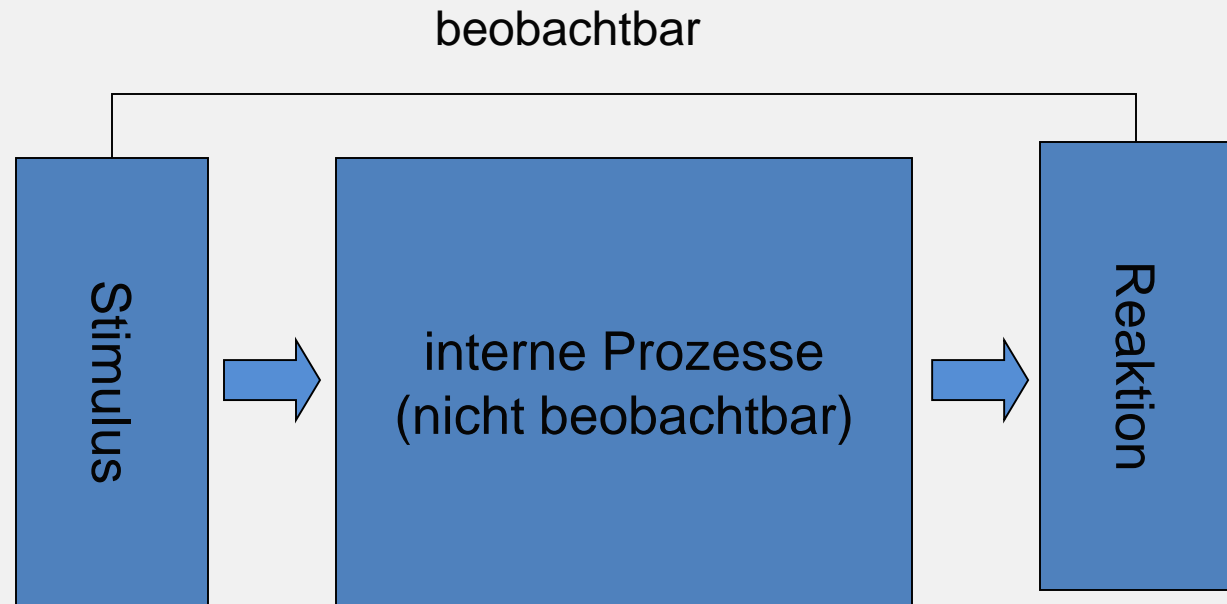 beobachtbar
Stimulus
interne Prozesse
(nicht beobachtbar)
Reaktion